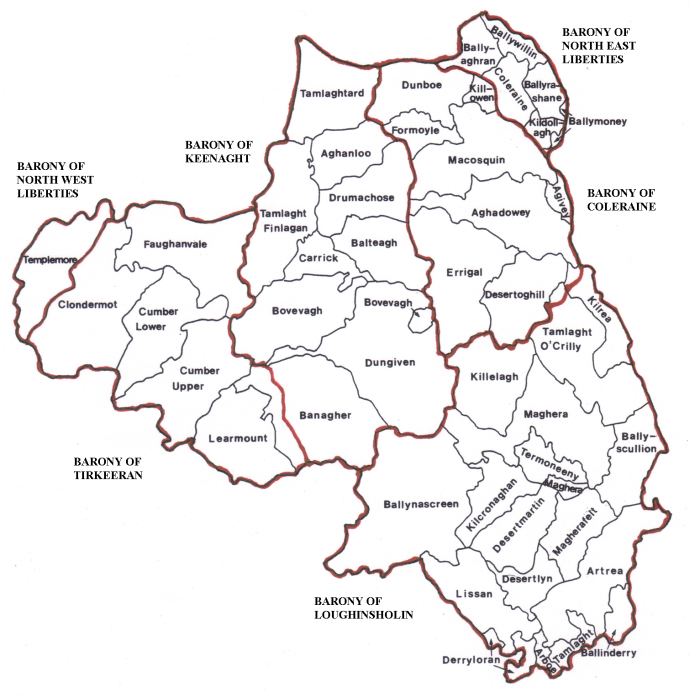 BARONY OF
NORTH EAST
LIBERTIES
Ballywillin
Bally-
aghran
Coleraine
Ballyra-
shane
Kill-
owen
Kildoll-
agh
Ballymoney
Dunboe
Tamlaghtard
Formoyle
BARONY OF
KEENAGHT
Aghanloo
Macosquin
BARONY OF
NORTH WEST
LIBERTIES
Drumachose
Agivey
BARONY OF
COLERAINE
Tamlaght
Finlagan
Aghadowey
Faughanvale
Balteagh
Carrick
Templemore
Errigal
Desertoghill
Clondermot
Cumber
Lower
Bovevagh
Bovevagh
Kilrea
Tamlaght
O'Crilly
Cumber
Upper
Dungiven
Killelagh
Banagher
Maghera
Learmount
Bally-
scullion
BARONY OF
TIRKEERAN
Termoneeny
Maghera
Ballynascreen
Kilcronaghan
Desertmartin
Magherafelt
Desertlyn
Artrea
Lissan
BARONY OF
LOUGHINSHOLIN
Derryloran
Arboe
Tamlaght
Ballinderry